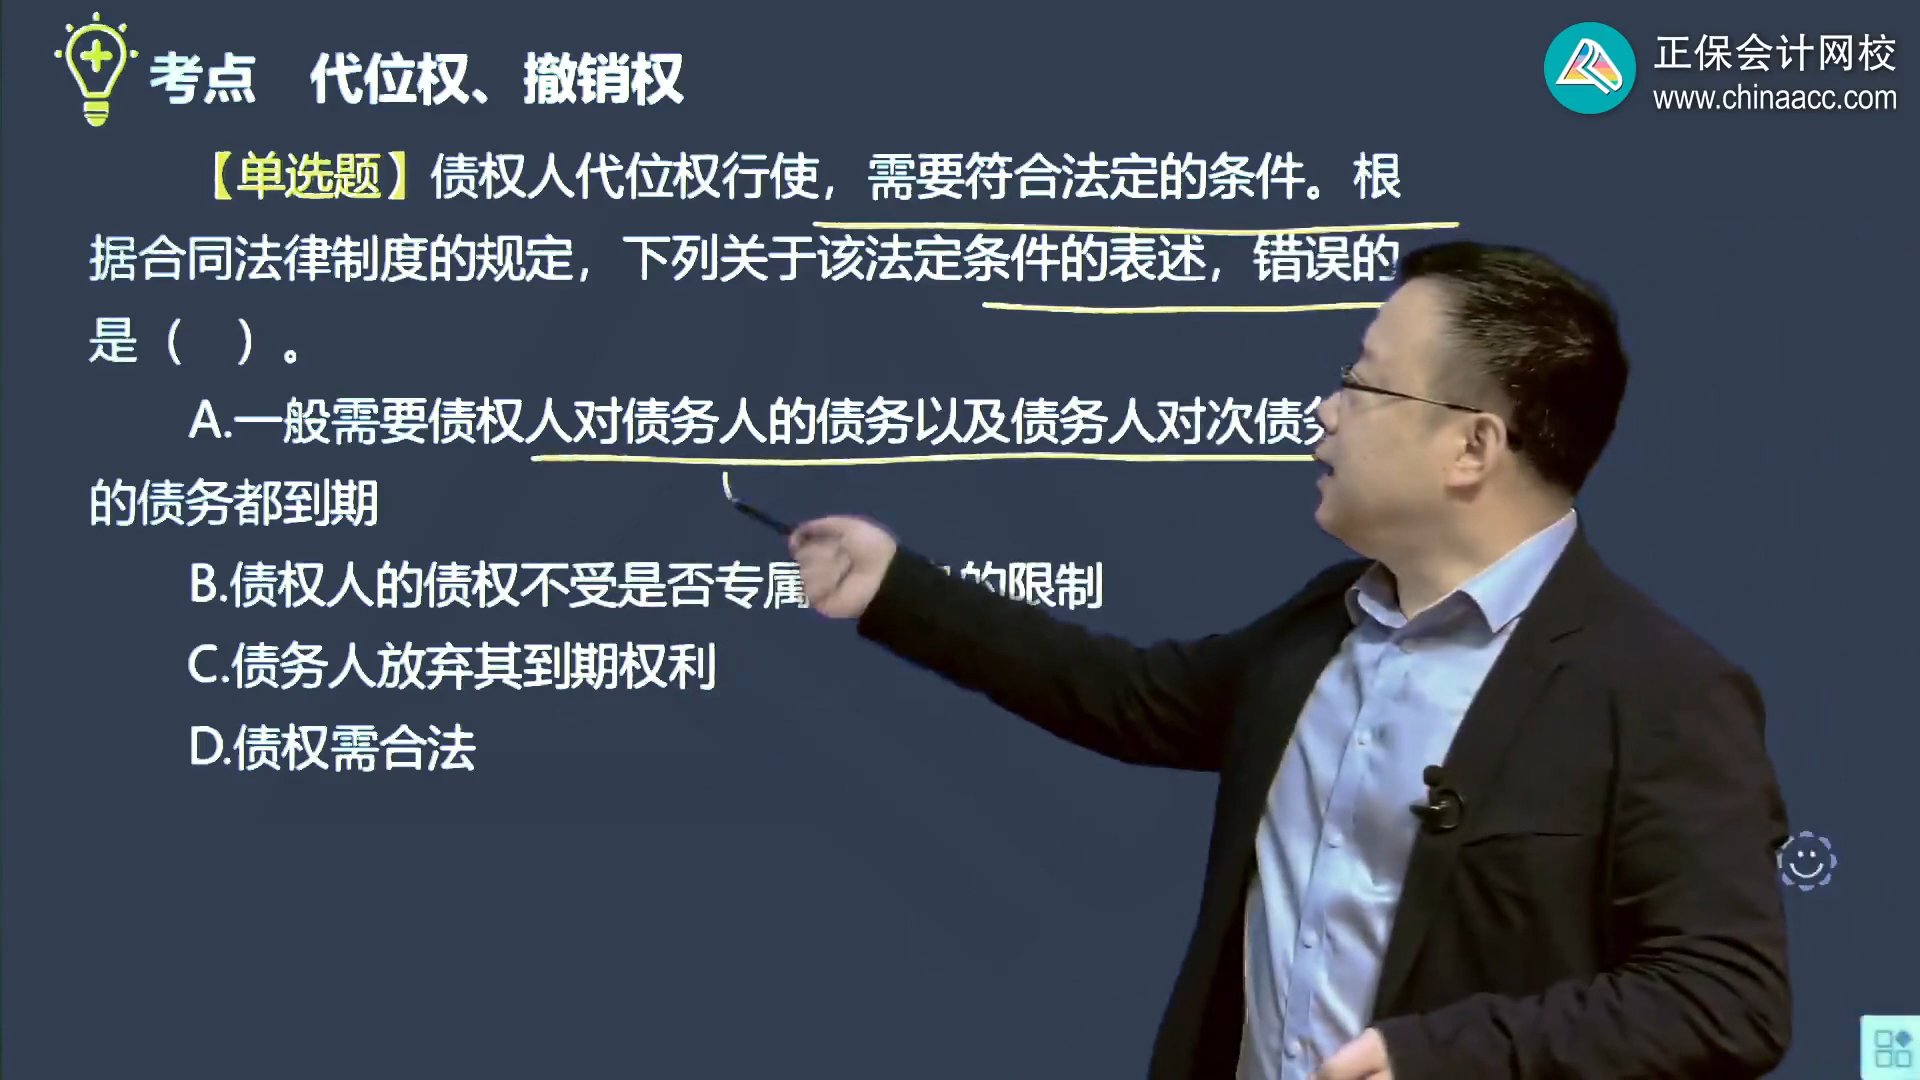 考点 代位权、撤销权
正保会计网校
www.chinaacc.com
【单选题】债权人代位权行使，需要符合法定的条件。根
据合同法律制度的规定，下列关于该法定条件的表述，错误的
是（ ）。
A.一般需要债权人对债务人的债务以及债务人对次债务
的债务都到期
B.债权人的债权不受是否专属 的限制
C.债务人放弃其到期权利
D.债权需合法